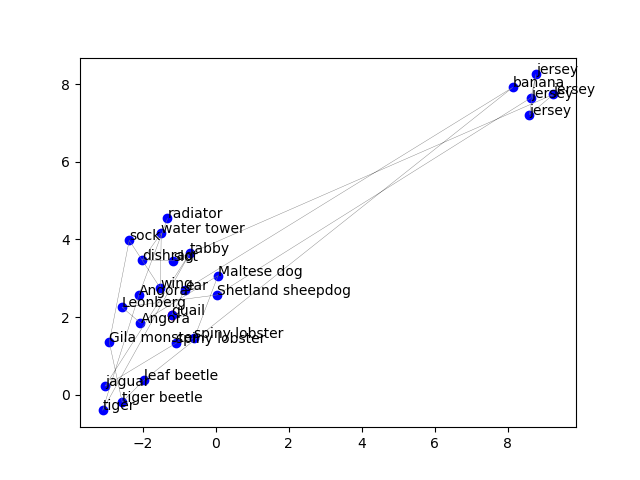 jersey
banana
jersey
jersey
jersey
radiator
water tower
sock
tabby
dishrag
Maltese dog
wing
Angora
Shetland sheepdog
Leonberg
quail
Angora
spiny lobster
Gila monster
spiny lobster
leaf beetle
jaguar
tiger beetle
tiger
8
6
4
2
0
−2
0
2
4
6
8